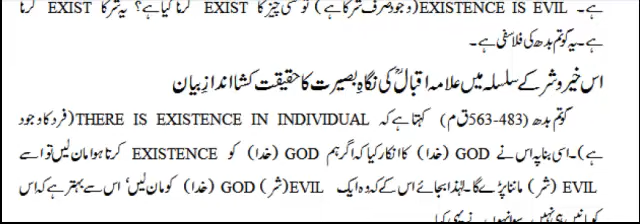 ہے۔ EXISTENCE IS EVIL (وجود صرف شر کا ہے) تو کسی چیز کا EXIST کرنا کیا ہے؟ یہ شر کا EXIST کرنا
ہے۔ یہ گوتم بدھ کی فلاسفی ہے۔
اس خیر و شر کے سلسلہ میں علامہ اقبالؒ کی نگاہِ بصیرت کا حقیقت کشا اندازِ بیان
گوتم بدھ (563-483 ق م) کہتا ہے کہ THERE IS EXISTENCE IN INDIVIDUAL (فرد کا وجود
ہے)۔ اسی بنا پہ اس نے GOD (خدا) کا انکار کیا کہ اگر ہم GOD (خدا) کو EXISTENCE کرتا ہوا مان لیں تو اسے
EVIL (شر) ماننا پڑے گا۔ لہٰذا بجائے اس کے کہ وہ ایک EVIL (شر) GOD (خدا) کو مان لیں، اس سے بہتر ہے کہ اس